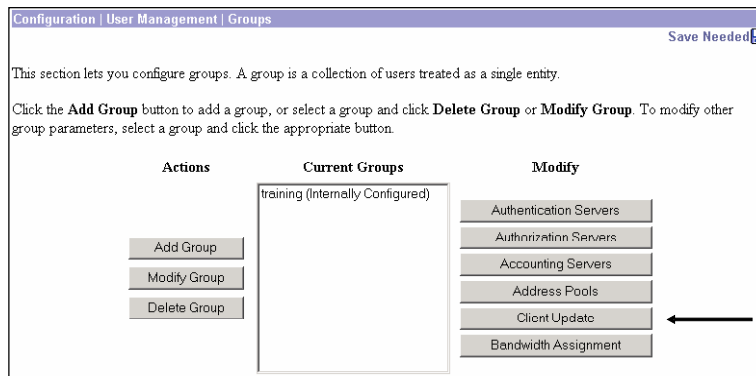 Configuration | User Management | Groups
Save Needed
This section lets you configure groups. A group is a collection of users treated as a single entity.
Click the Add Group button to add a group, or select a group and click Delete Group or Modify Group. To modify other
group parameters, select a group and click the appropriate button.
Actions
Current Groups
Modify
training (Internally Configured)
Add Group
Modify Group
Delete Group
Authentication Servers
Authorization Servers
Accounting Servers
Address Pools
Client Update
Bandwidth Assignment